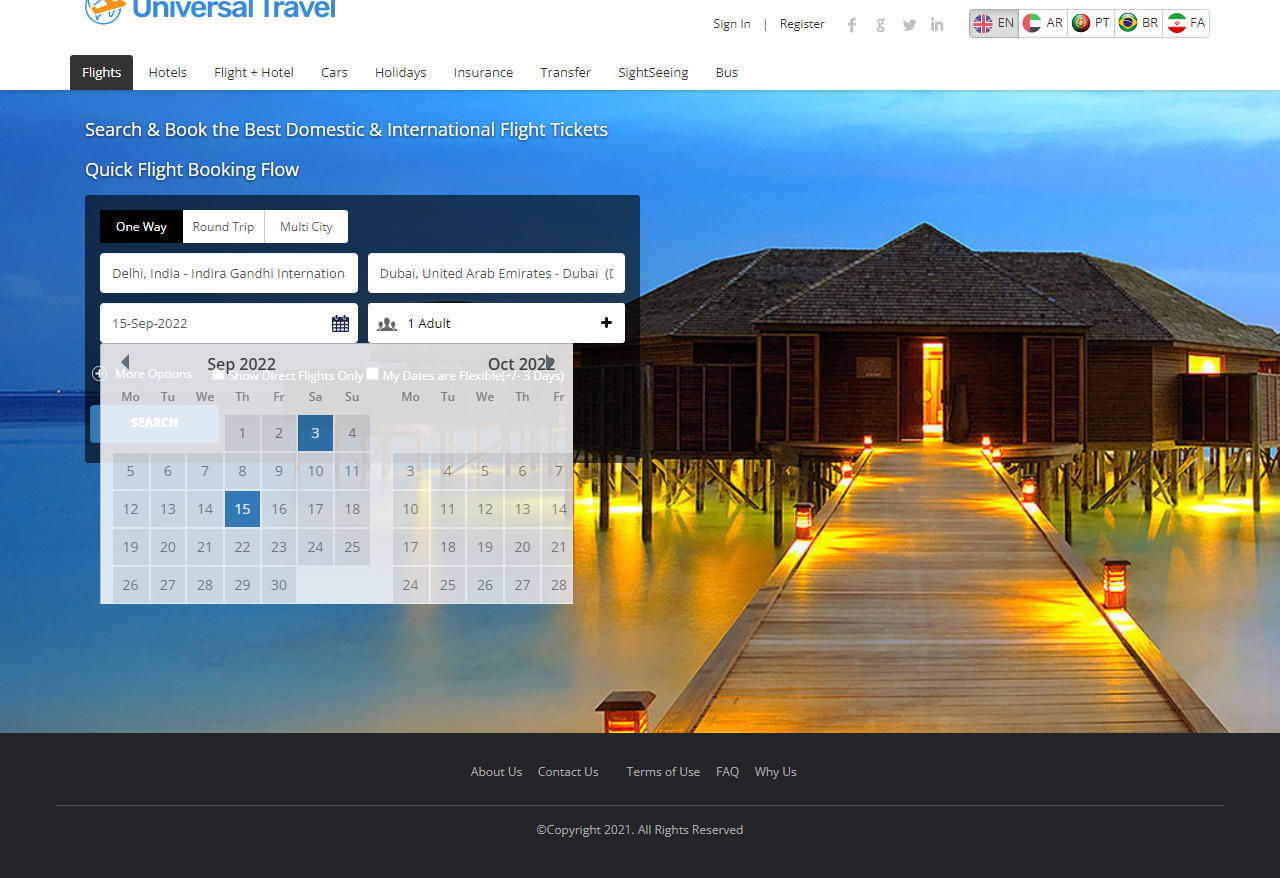 Universal Travel
Sign In | Register
EN AR PT BR FA
Flights Hotels Flight + Hotel Cars Holidays Insurance Transfer SightSeeing Bus
Search & Book the Best Domestic & International Flight Tickets
Quick Flight Booking Flow
One Way Round Trip Multi City
Delhi, India - Indira Gandhi Internation Dubai, United Arab Emirates - Dubai (D
15-Sep-2022 1 Adult
Sep 2022 Oct 2022
More Options Show Direct Flights Only My Dates are Flexible(+/- 3 Days)
Mo Tu We Th Fr Sa Su Mo Tu We Th Fr
SEARCH 1 2 3 4
5 6 7 8 9 10 11 3 4 5 6 7
12 13 14 15 16 17 18 10 11 12 13 14
19 20 21 22 23 24 25 17 18 19 20 21
26 27 28 29 30 24 25 26 27 28
About Us Contact Us Terms of Use FAQ Why Us
©Copyright 2021. All Rights Reserved